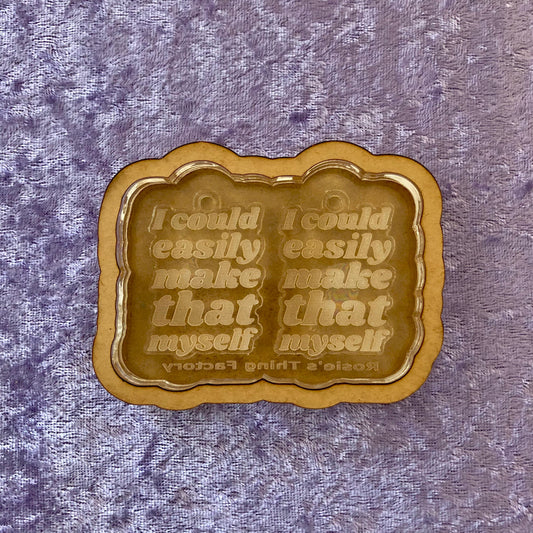 I could
easily
make
that
myself
I could
easily
make
that
myself
Rosie's Thing Factory